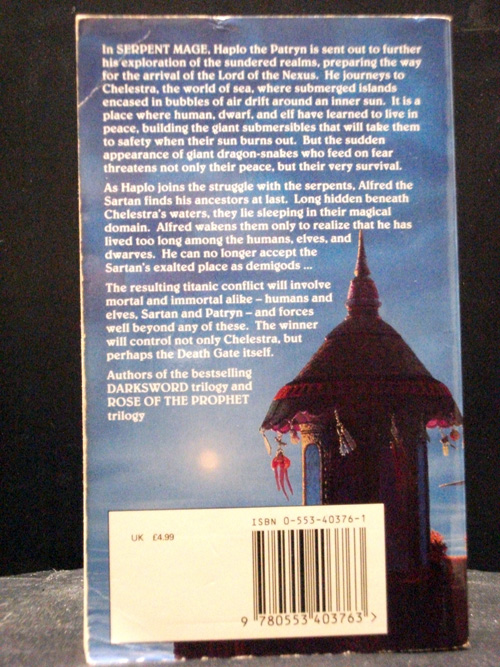 In SERPENT MAGE, Haplo the Patryn is sent out to further
his exploration of the sundered realms, preparing the way
for the arrival of the Lord of the Nexus. He journeys to
Chelestra, the world of sea, where submerged islands
encased in bubbles of air drift around an inner sun. It is a
place where human, dwarf, and elf have learned to live in
peace, building the giant submersibles that will take them
to safety when their sun burns out. But the sudden
appearance of giant dragon-snakes who feed on fear
threatens not only their peace, but their very survival.
As Haplo joins the struggle with the serpents, Alfred the
Sartan finds his ancestors at last. Long hidden beneath
Chelestra's waters, they lie sleeping in their magical
domain. Alfred wakens them only to realize that he has
lived too long among the humans, elves, and
dwarves. He can no longer accept the
Sartan's exalted place as demigods ...
The resulting titanic conflict will involve
mortal and immortal alike – humans and
elves, Sartan and Patryn – and forces
well beyond any of these. The winner
will control not only Chelestra, but
perhaps the Death Gate itself.
Authors of the bestselling
DARKSWORD trilogy and
ROSE OF THE PROPHET
trilogy
UK £4.99
ISBN 0-553-40376-1
9 780553 403763 >